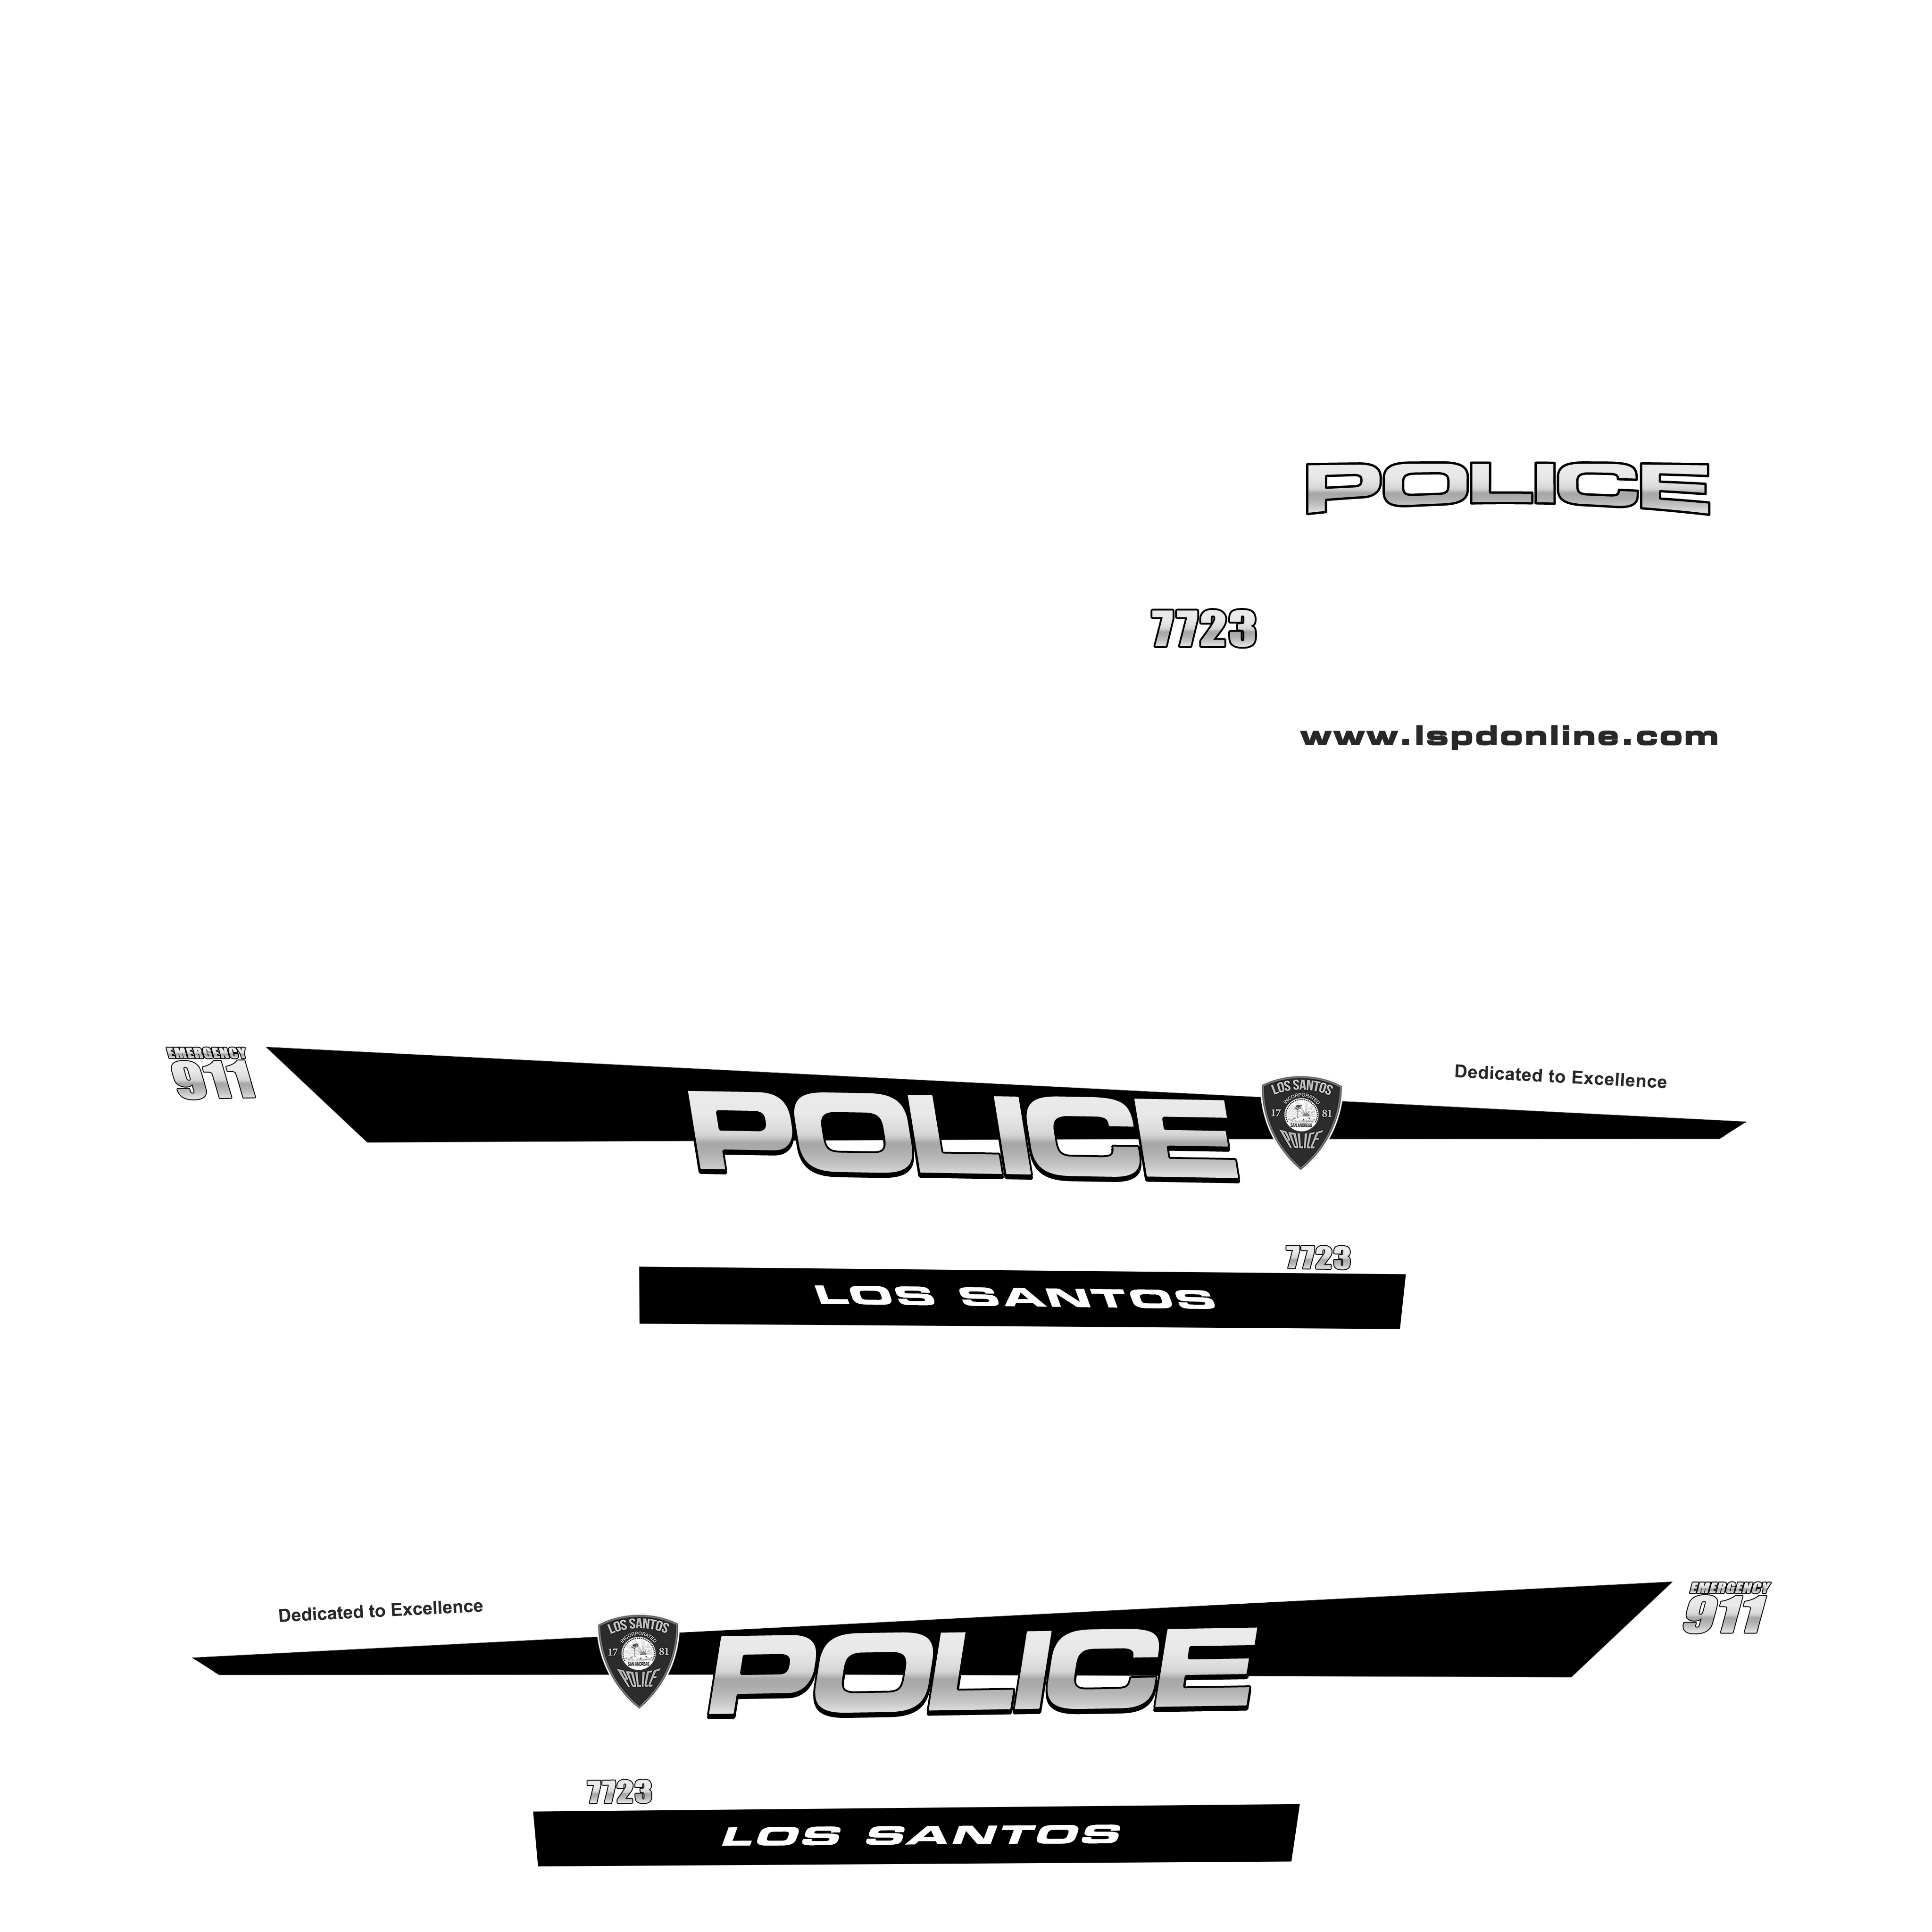 POLICE
7723
www.lspdonline.com
EMERGENCY
911
Dedicated to Excellence
POLICE
LOS SANTOS
INCORPORATED
17 81
SAN ANDREAS
POLICE
7723
LOS SANTOS
Dedicated to Excellence
EMERGENCY
911
LOS SANTOS
INCORPORATED
17 81
SAN ANDREAS
POLICE
POLICE
7723
LOS SANTOS